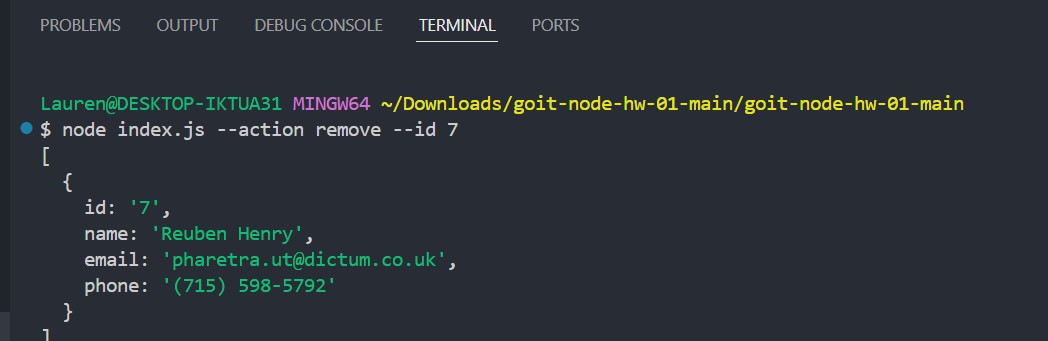 PROBLEMS OUTPUT DEBUG CONSOLE TERMINAL PORTS
Lauren@DESKTOP-IKTUA31 MINGW64 ~/Downloads/goit-node-hw-01-main/goit-node-hw-01-main
$ node index.js --action remove --id 7
[
  {
    id: '7',
    name: 'Reuben Henry',
    email: 'pharetra.ut@dictum.co.uk',
    phone: '(715) 598-5792'
  }
]